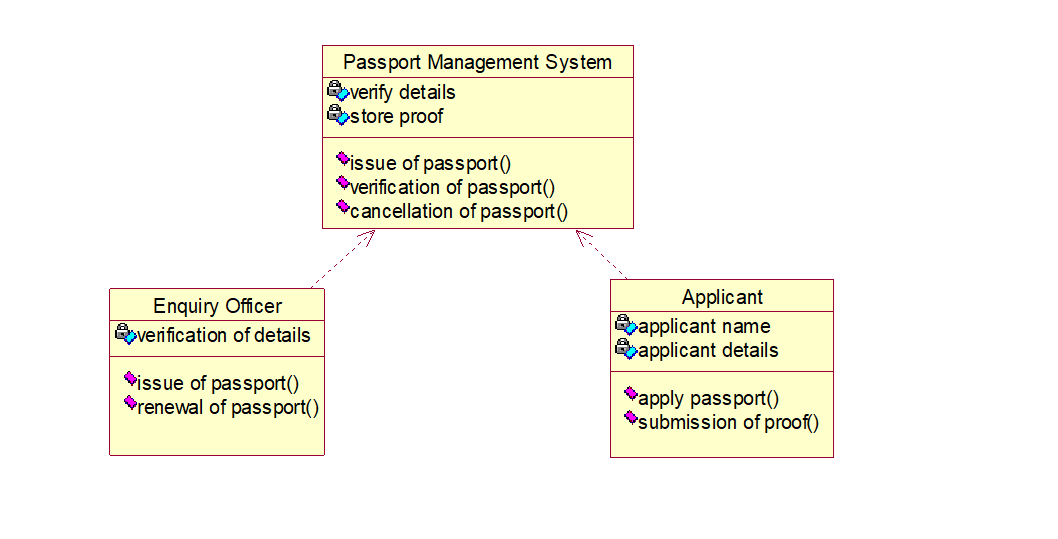 Passport Management System
verify details
store proof
issue of passport()
verification of passport()
cancellation of passport()
Enquiry Officer
verification of details
issue of passport()
renewal of passport()
Applicant
applicant name
applicant details
apply passport()
submission of proof()